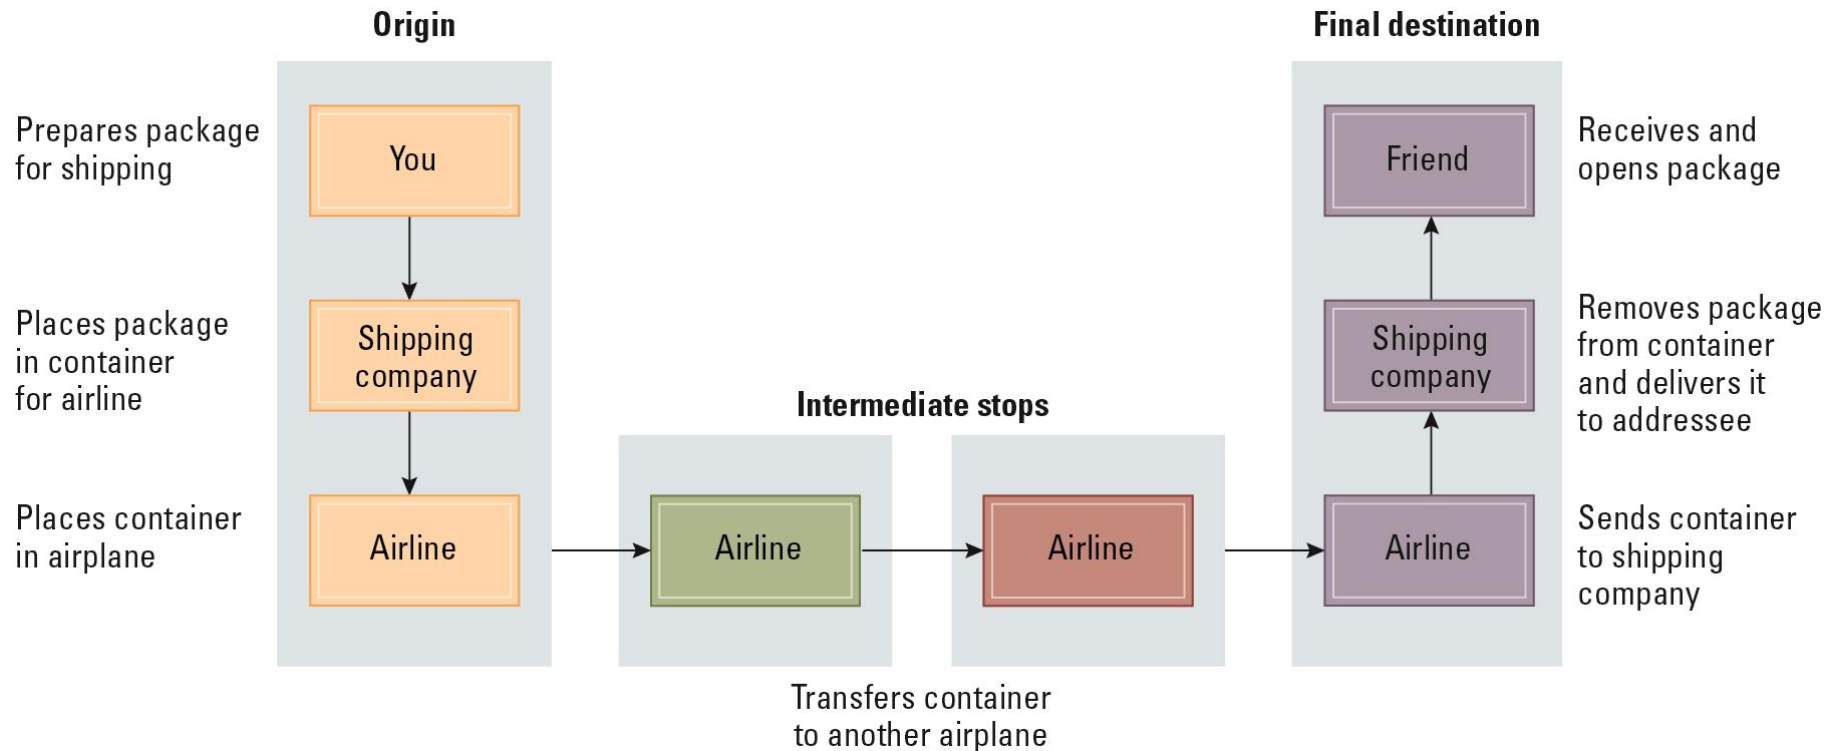 Origin
Final destination
Prepares package
for shipping
You
Friend
Receives and
opens package
Places package
in container
for airline
Shipping
company
Shipping
company
Removes package
from container
and delivers it
to addressee
Intermediate stops
Places container
in airplane
Airline
Airline
Airline
Airline
Sends container
to shipping
company
Transfers container
to another airplane